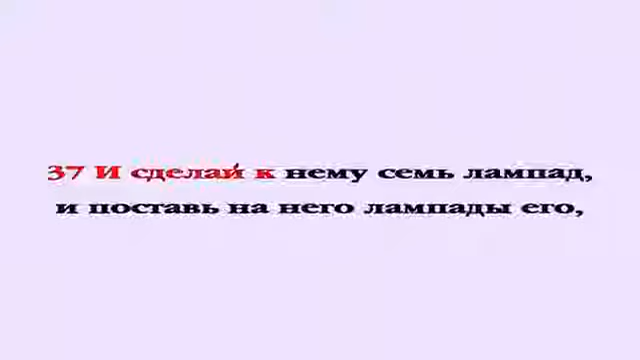 37 И сделай к нему семь лампад,
и поставь на него лампады его,